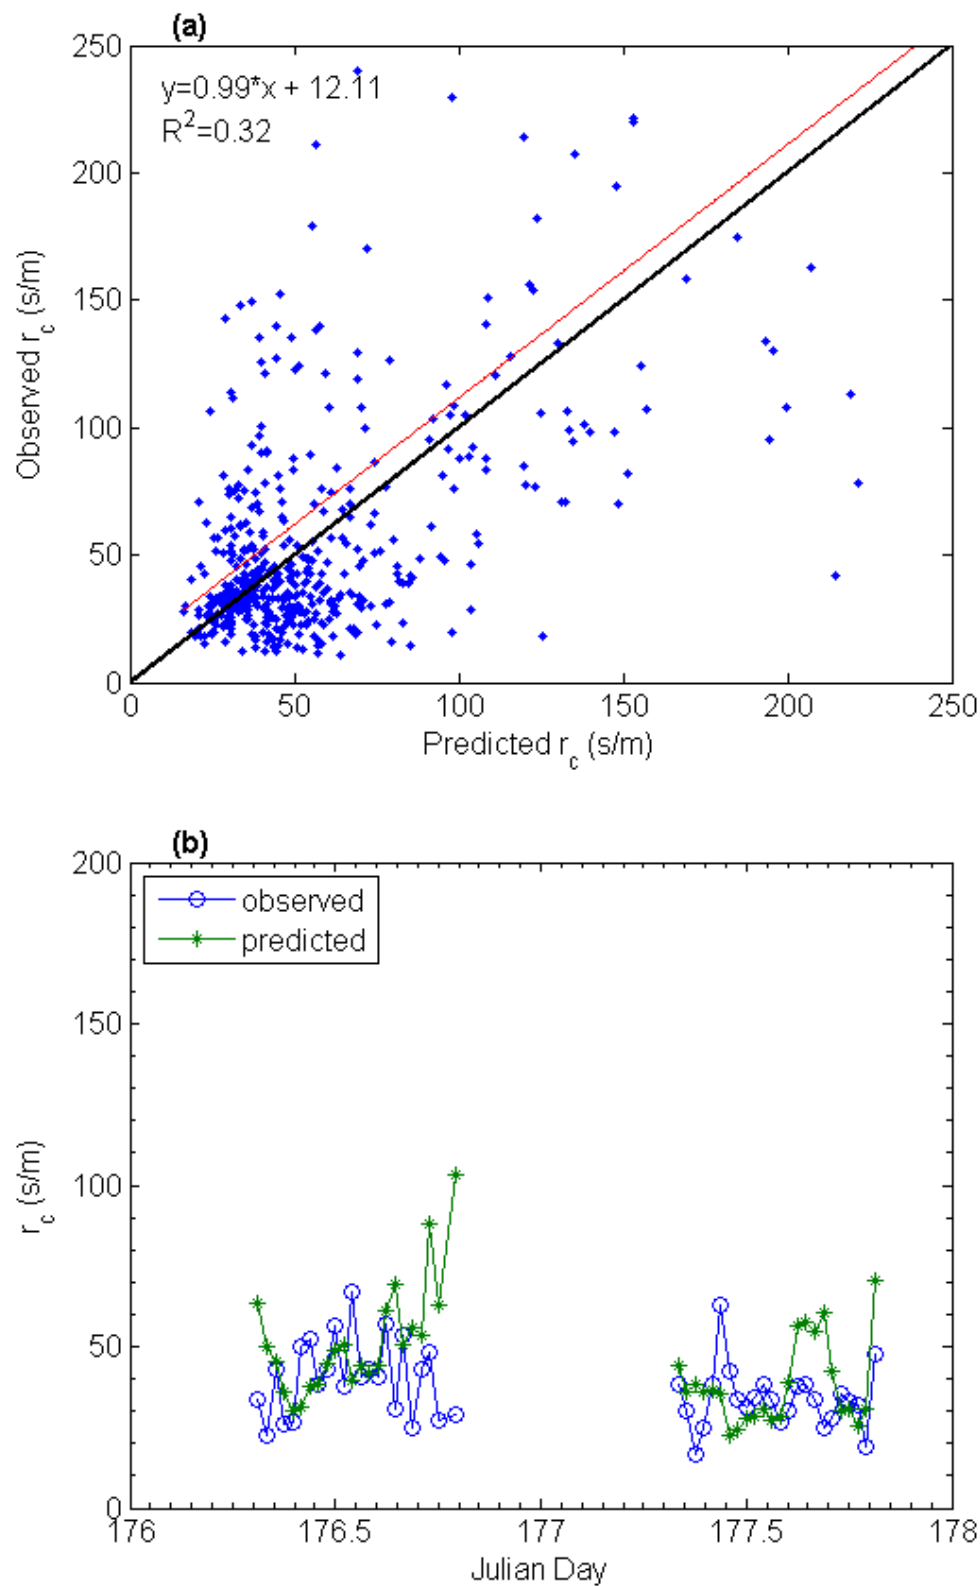 (a)
250
200
150
100
50
0
y=0.99*x + 12.11
R²=0.32
Observed r_c (s/m)
0 50 100 150 200 250
Predicted r_c (s/m)
(b)
200
150
100
50
0
observed
predicted
r_c (s/m)
176 176.5 177 177.5 178
Julian Day